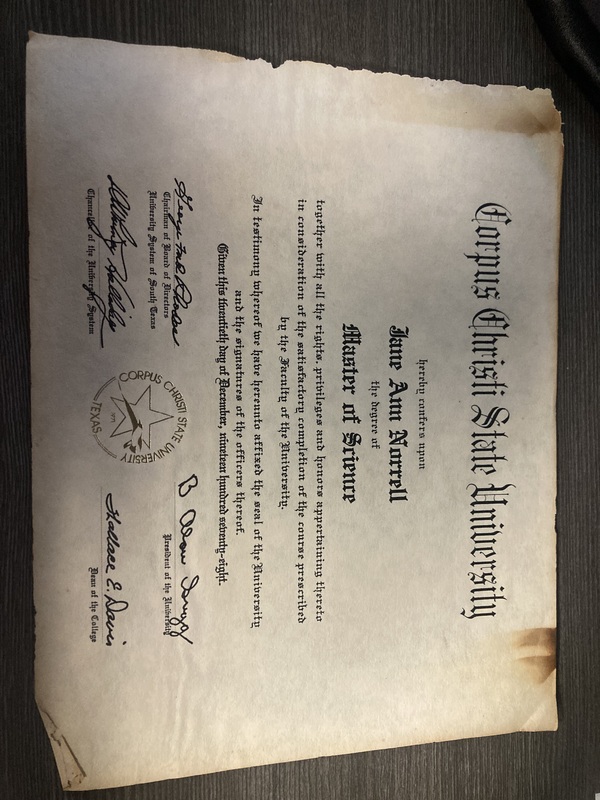 Corpus Christi State University
hereby confers upon
Jane Ann Norrell
the degree of
Master of Science
together with all the rights, privileges and honors appertaining thereto
in consideration of the satisfactory completion of the course prescribed
by the Faculty of the University.
In testimony whereof we have hereunto affixed the seal of the University
and the signatures of the officers thereof.
Given this twentieth day of December, nineteen hundred seventy-eight.
Chairman of Board of Directors
University System of South Texas
Chancellor of the University System
CORPUS CHRISTI STATE UNIVERSITY
TEXAS
B Alan
President of the University
Wallace E. Davis
Dean of the College